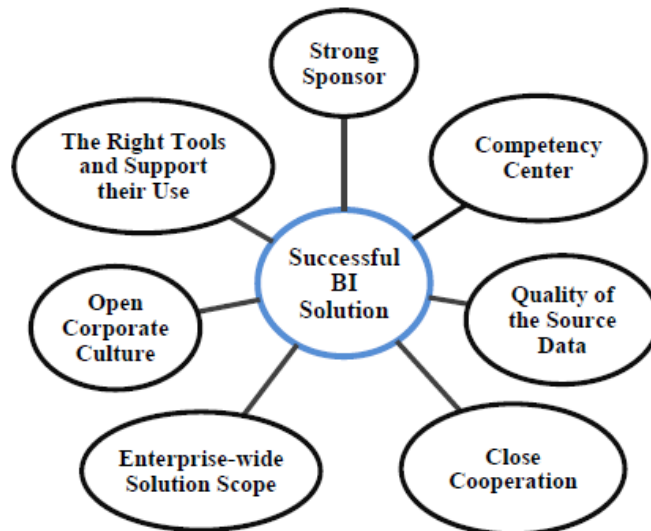 Strong
Sponsor
The Right Tools
and Support
their Use
Competency
Center
Successful
BI
Solution
Open
Corporate
Culture
Quality of
the Source
Data
Enterprise-wide
Solution Scope
Close
Cooperation